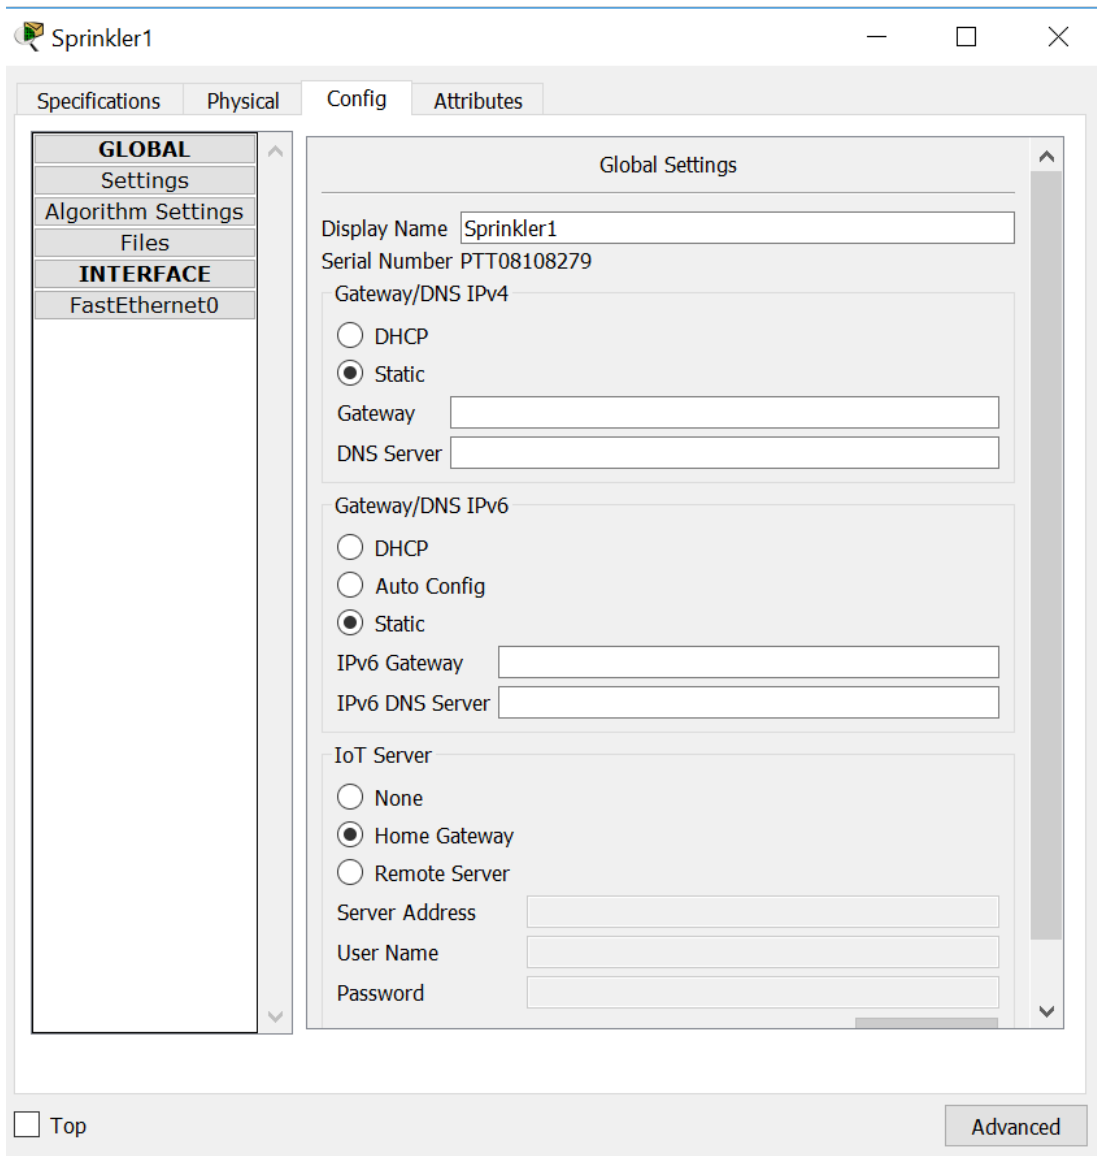 Sprinkler1
Specifications Physical Config Attributes
GLOBAL
Settings
Algorithm Settings
Files
INTERFACE
FastEthernet0
Global Settings
Display Name Sprinkler1
Serial Number PTT08108279
Gateway/DNS IPv4
DHCP
Static
Gateway
DNS Server
Gateway/DNS IPv6
DHCP
Auto Config
Static
IPv6 Gateway
IPv6 DNS Server
IoT Server
None
Home Gateway
Remote Server
Server Address
User Name
Password
Top
Advanced